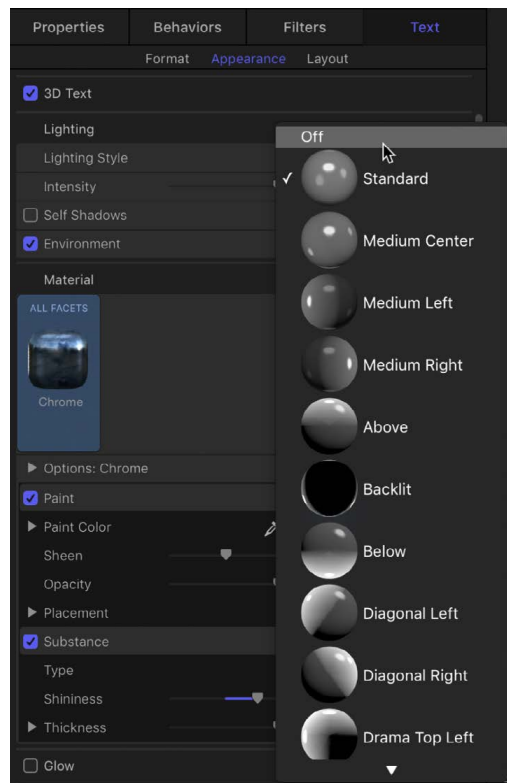 Properties Behaviors Filters Text
Format Appearance Layout
3D Text
Lighting
Lighting Style
Intensity
Self Shadows
Environment
Material
ALL FACETS
Chrome
Options: Chrome
Paint
Paint Color
Sheen
Opacity
Placement
Substance
Type
Shininess
Thickness
Glow
Off
Standard
Medium Center
Medium Left
Medium Right
Above
Backlit
Below
Diagonal Left
Diagonal Right
Drama Top Left